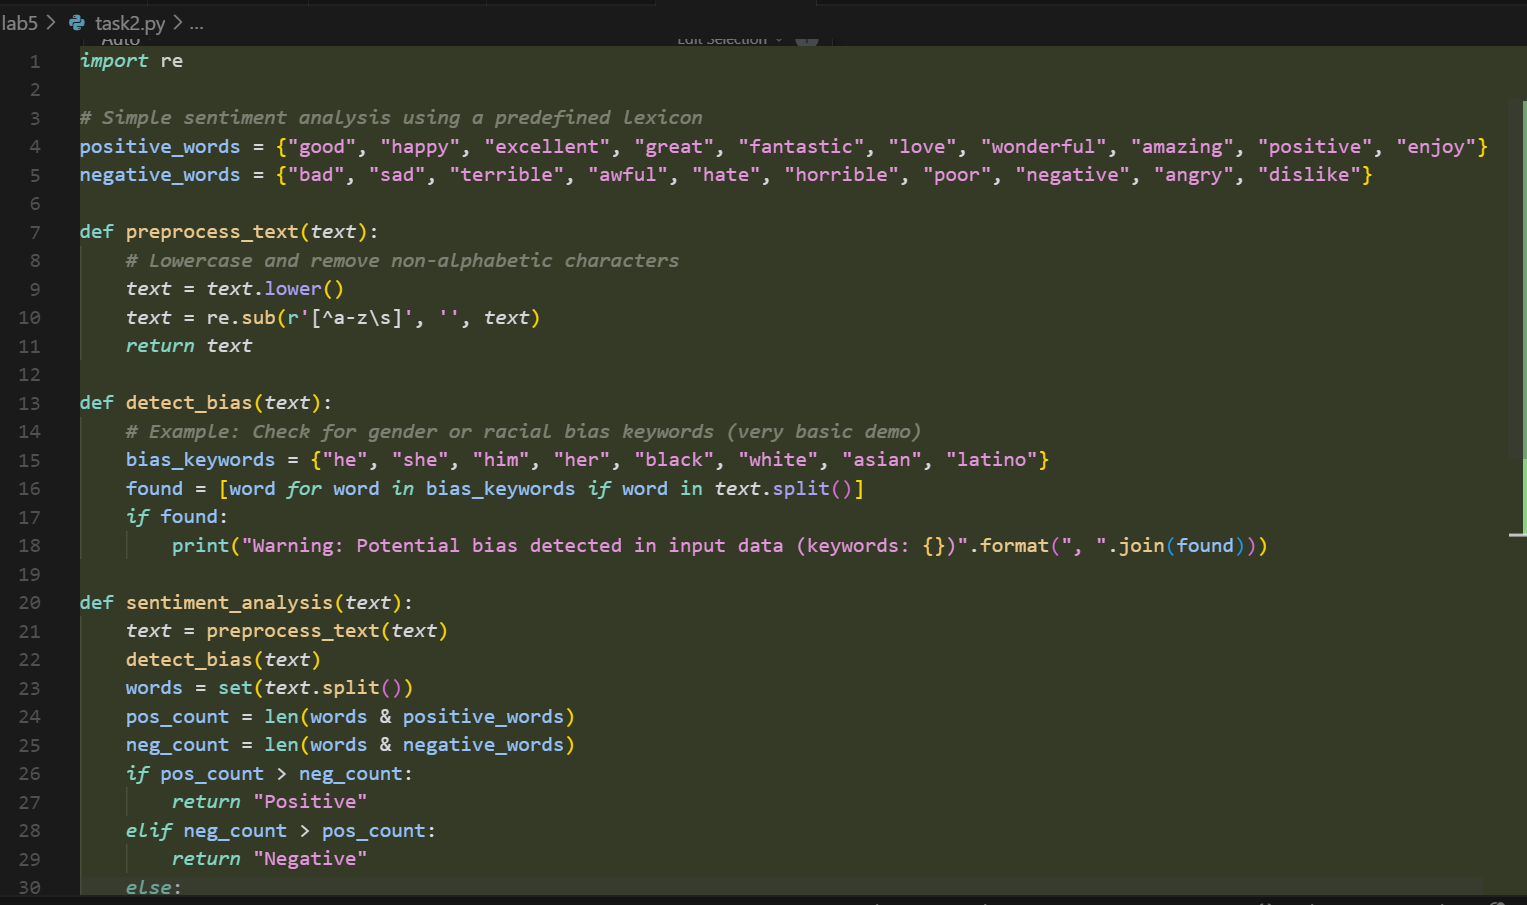 lab5 > task2.py > ...
Auto Edit Selection
1 import re
2
3 # Simple sentiment analysis using a predefined lexicon
4 positive_words = {"good", "happy", "excellent", "great", "fantastic", "love", "wonderful", "amazing", "positive", "enjoy"}
5 negative_words = {"bad", "sad", "terrible", "awful", "hate", "horrible", "poor", "negative", "angry", "dislike"}
6
7 def preprocess_text(text):
8     # Lowercase and remove non-alphabetic characters
9     text = text.lower()
10     text = re.sub(r'[^a-z\s]', '', text)
11     return text
12
13 def detect_bias(text):
14     # Example: Check for gender or racial bias keywords (very basic demo)
15     bias_keywords = {"he", "she", "him", "her", "black", "white", "asian", "latino"}
16     found = [word for word in bias_keywords if word in text.split()]
17     if found:
18         print("Warning: Potential bias detected in input data (keywords: {})".format(", ".join(found)))
19
20 def sentiment_analysis(text):
21     text = preprocess_text(text)
22     detect_bias(text)
23     words = set(text.split())
24     pos_count = len(words & positive_words)
25     neg_count = len(words & negative_words)
26     if pos_count > neg_count:
27         return "Positive"
28     elif neg_count > pos_count:
29         return "Negative"
30     else: